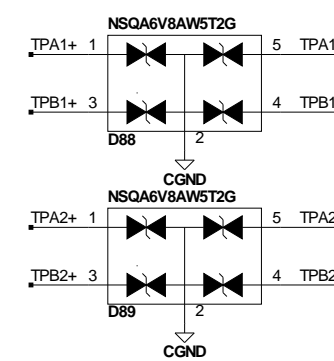 NSQA6V8AW5T2G
TPA1+ 1 5 TPA1
TPB1+ 3 4 TPB1
D88 2
CGND
NSQA6V8AW5T2G
TPA2+ 1 5 TPA2
TPB2+ 3 4 TPB2
D89 2
CGND